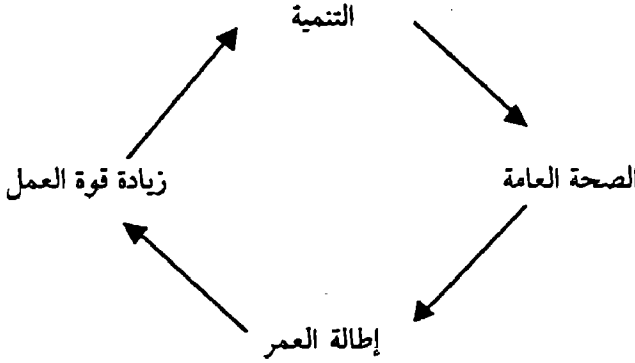 التنمية
الصحة العامة
زيادة قوة العمل
إطالة العمر